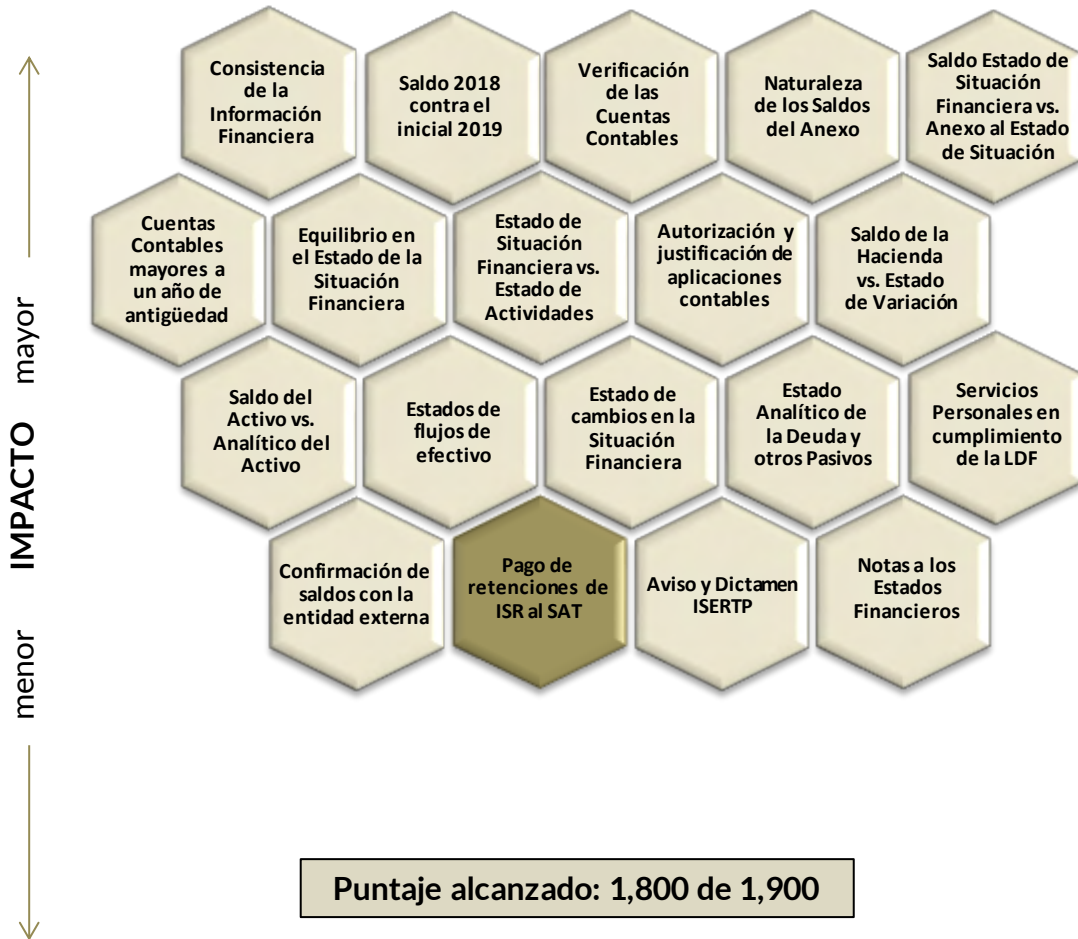 Consistencia
de la
Información
Financiera
Saldo 2018
contra el
inicial 2019
Verificación
de las
Cuentas
Contables
Naturaleza
de los Saldos
del Anexo
Saldo Estado de
Situación
Financiera vs.
Anexo al Estado
de Situación
Cuentas
Contables
mayores a
un año de
antigüedad
Equilibrio en
el Estado de la
Situación
Financiera
Estado de
Situación
Financiera vs.
Estado de
Actividades
Autorización y
justificación de
aplicaciones
contables
Saldo de la
Hacienda
vs. Estado
de Variación
Saldo del
Activo vs.
Analítico del
Activo
Estados de
flujos de
efectivo
Estado de
cambios en la
Situación
Financiera
Estado
Analítico de
la Deuda y
otros Pasivos
Servicios
Personales en
cumplimiento
de la LDF
Confirmación de
saldos con la
entidad externa
Pago de
retenciones de
ISR al SAT
Aviso y Dictamen
ISERTP
Notas a los
Estados
Financieros
menor IMPACTO mayor
Puntaje alcanzado: 1,800 de 1,900